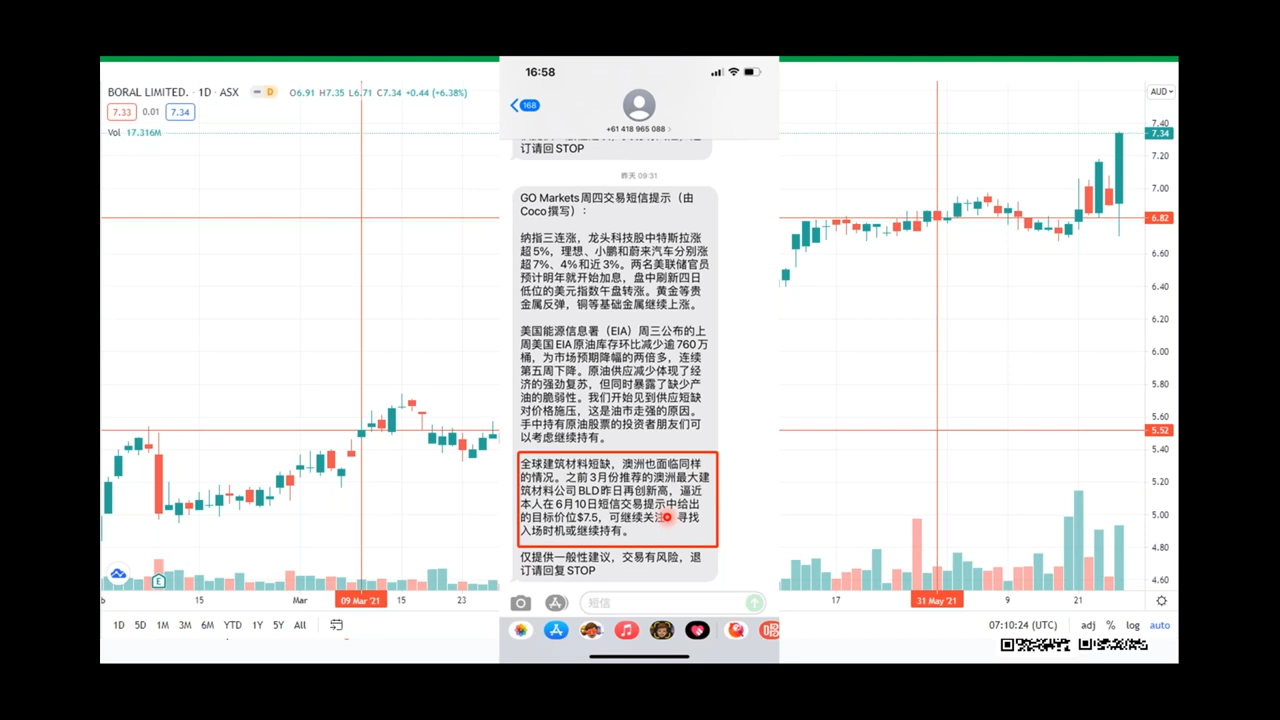 BORAL LIMITED. · 1D · ASX
D
O6.91 H7.35 L6.71 C7.34 +0.44 (+6.38%)
7.33 0.01 7.34
Vol 17.316M
15
Mar
09 Mar '21
15
23
1D 5D 1M 3M 6M YTD 1Y 5Y All
E
16:58
168
+61 418 965 088
订请回STOP
昨天 09:31
GO Markets周四交易短信提示（由
Coco撰写）：
纳指三连涨，龙头科技股中特斯拉涨
超5%，理想、小鹏和蔚来汽车分别涨
超7%、4%和近3%。两名美联储官员
预计明年就开始加息，盘中刷新四日
低位的美元指数午盘转涨。黄金等贵
金属反弹，铜等基础金属继续上涨。
美国能源信息署（EIA）周三公布的上
周美国EIA原油库存环比减少逾760万
桶，为市场预期降幅的两倍多，连续
第五周下降。原油供应减少体现了经
济的强劲复苏，但同时暴露了缺少产
油的脆弱性。我们开始见到供应短缺
对价格施压，这是油市走强的原因。
手中持有原油股票的投资者朋友们可
以考虑继续持有。
全球建筑材料短缺，澳洲也面临同样
的情况。之前3月份推荐的澳洲最大建
筑材料公司BLD昨日再创新高，逼近
本人在6月10日短信交易提示中给出
的目标价位$7.5，可继续关 寻找
入场时机或继续持有。
仅提供一般性建议，交易有风险，退
订请回复STOP
短信
AUD
7.40
7.34
7.20
7.00
6.82
6.60
6.40
6.20
6.00
5.80
5.60
5.52
5.40
5.20
5.00
4.80
4.60
17
31 May '21
9
21
07:10:24 (UTC) adj % log auto